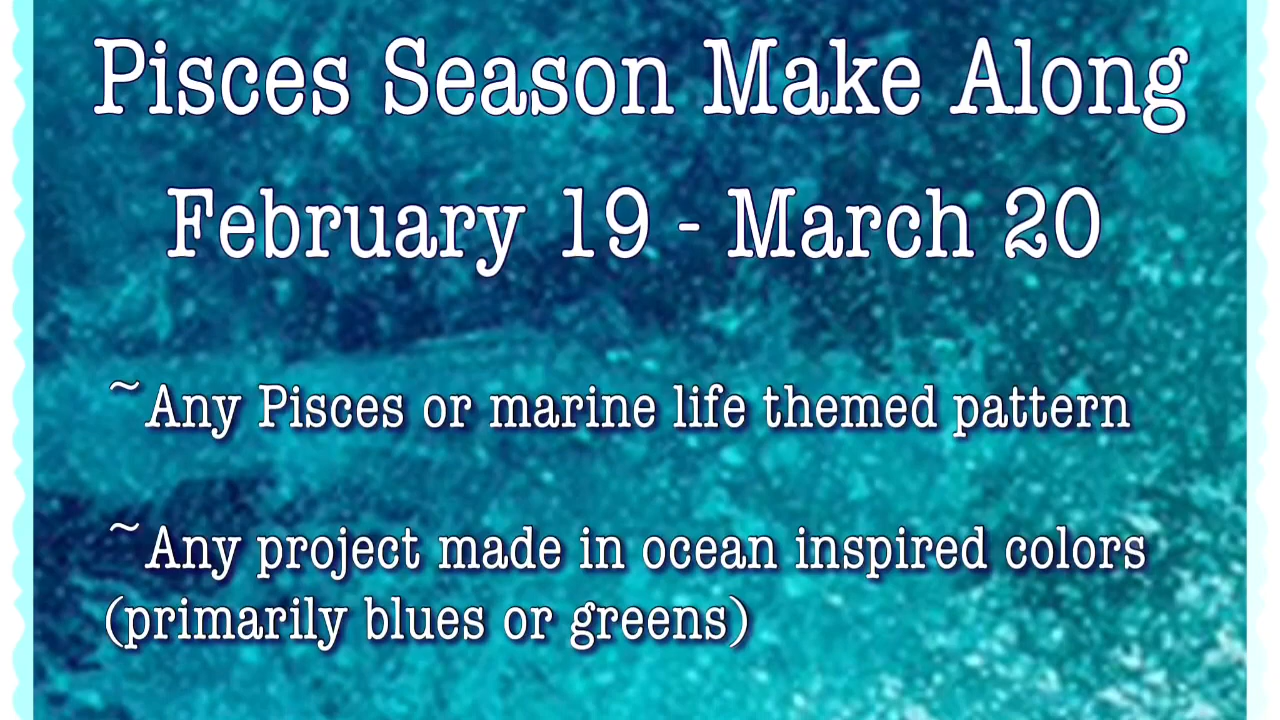 Pisces Season Make Along
February 19 - March 20
~Any Pisces or marine life themed pattern
~Any project made in ocean inspired colors
(primarily blues or greens)